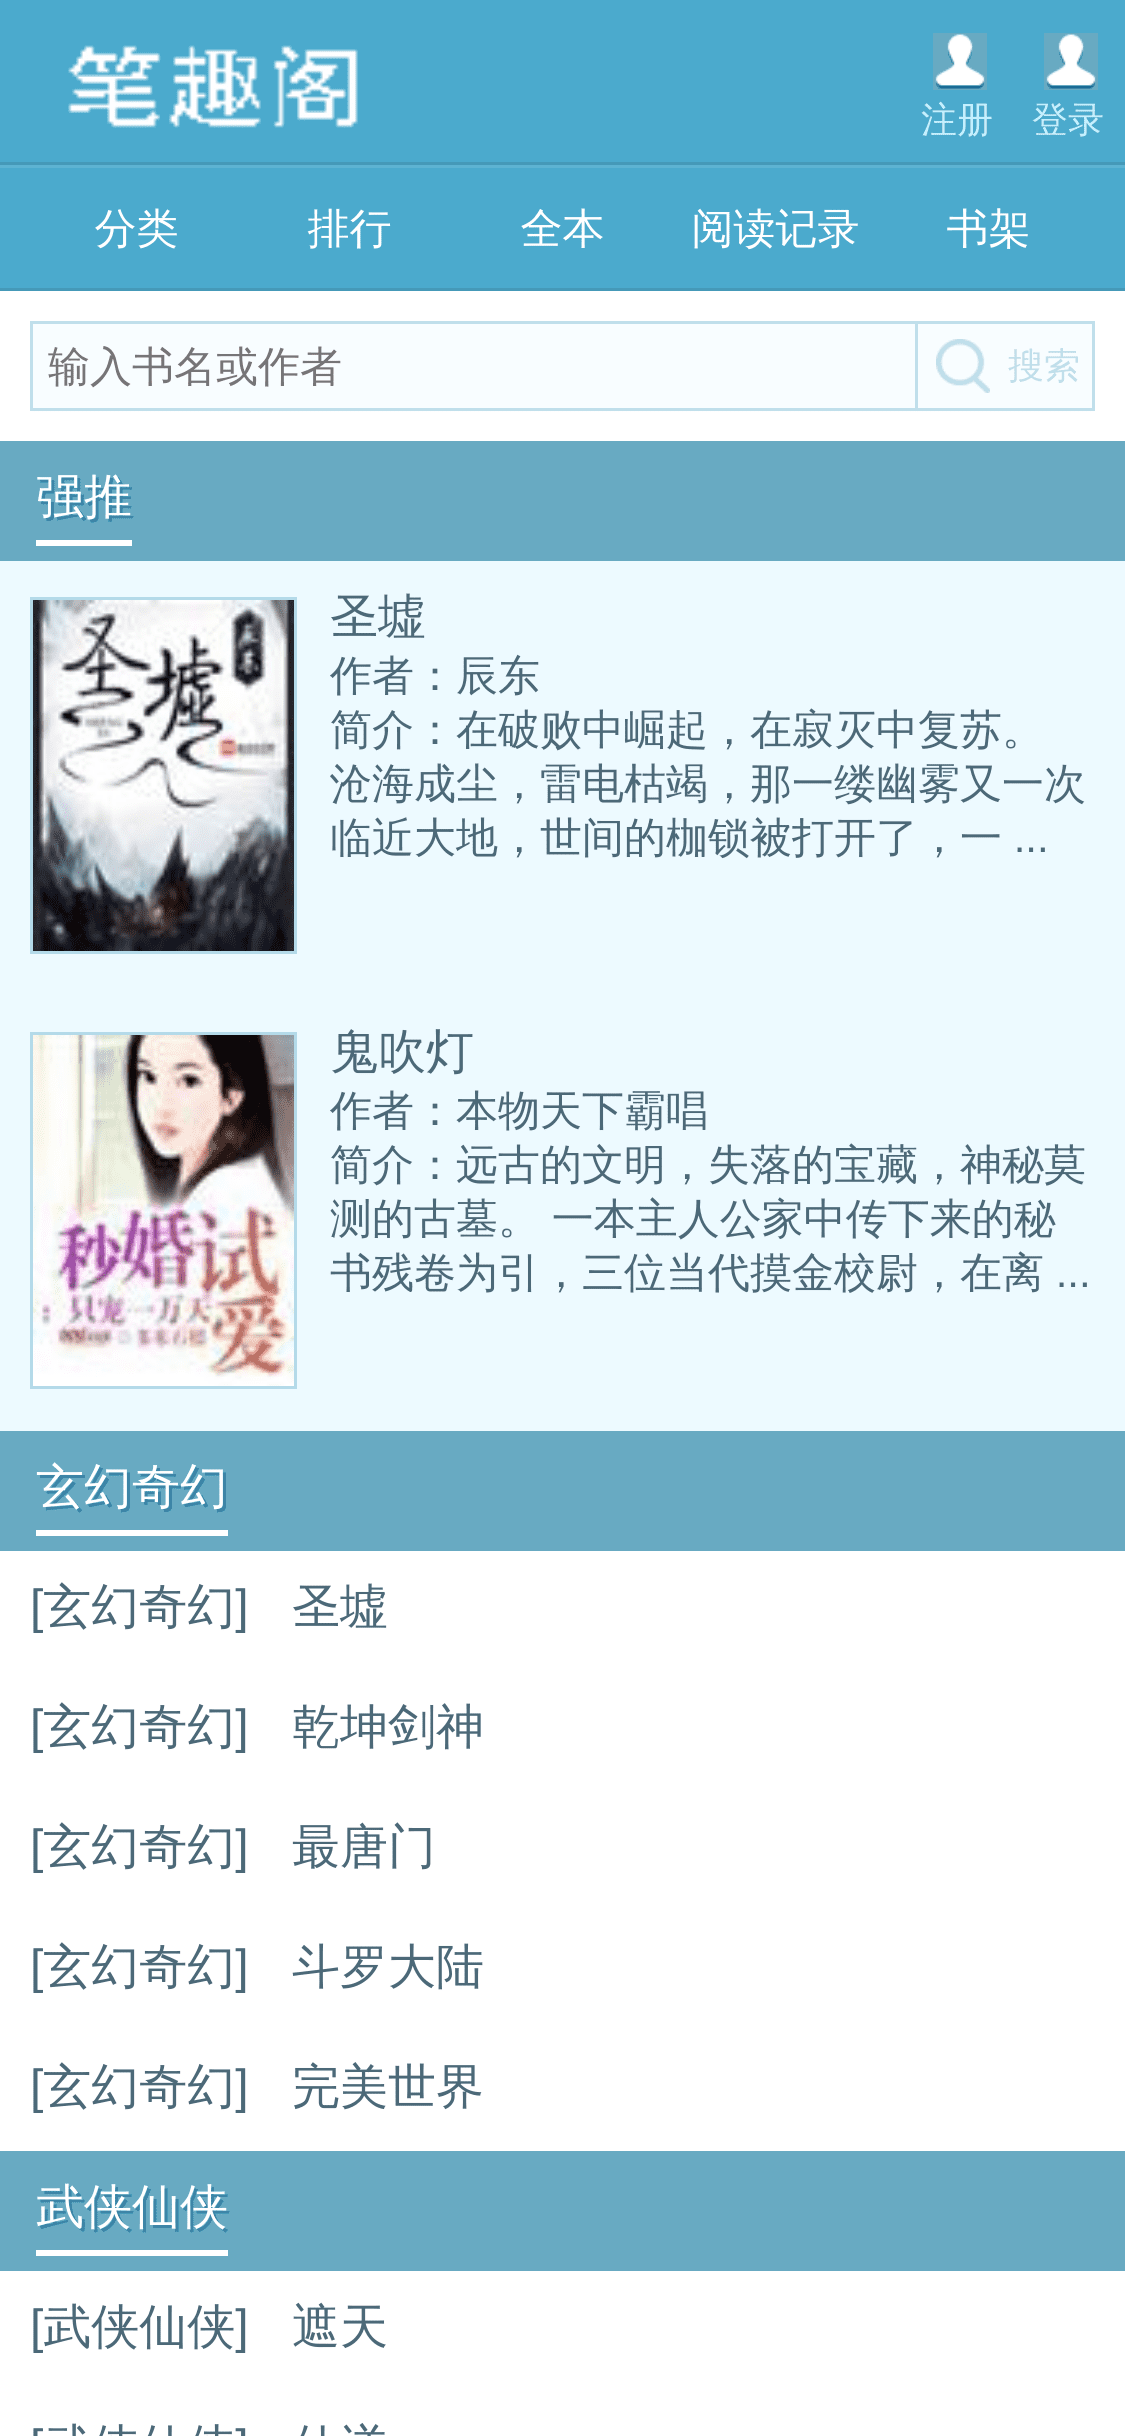 笔趣阁
注册
登录
分类
排行
全本
阅读记录
书架
输入书名或作者
搜索
强推
圣墟
圣墟
作者：辰东
简介：在破败中崛起，在寂灭中复苏。
沧海成尘，雷电枯竭，那一缕幽雾又一次
临近大地，世间的枷锁被打开了，一 ...
秒婚试爱
：只宠一万天
鬼吹灯
作者：本物天下霸唱
简介：远古的文明，失落的宝藏，神秘莫
测的古墓。 一本主人公家中传下来的秘
书残卷为引，三位当代摸金校尉，在离 ...
玄幻奇幻
[玄幻奇幻] 圣墟
[玄幻奇幻] 乾坤剑神
[玄幻奇幻] 最唐门
[玄幻奇幻] 斗罗大陆
[玄幻奇幻] 完美世界
武侠仙侠
[武侠仙侠] 遮天